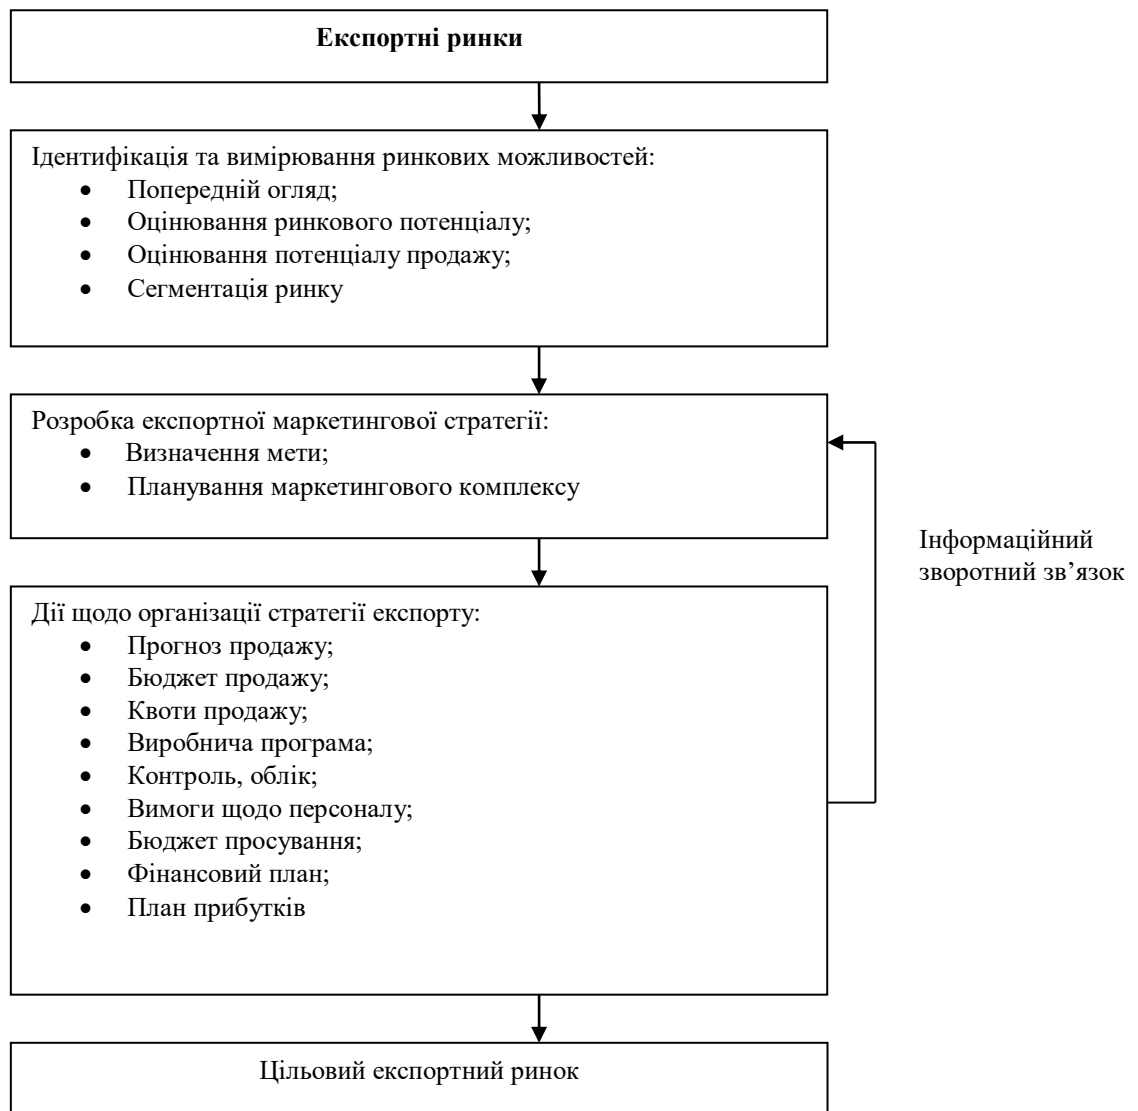 Експортні ринки
Ідентифікація та вимірювання ринкових можливостей:
• Попередній огляд;
• Оцінювання ринкового потенціалу;
• Оцінювання потенціалу продажу;
• Сегментація ринку
Розробка експортної маркетингової стратегії:
• Визначення мети;
• Планування маркетингового комплексу
Інформаційний
зворотний зв’язок
Дії щодо організації стратегії експорту:
• Прогноз продажу;
• Бюджет продажу;
• Квоти продажу;
• Виробнича програма;
• Контроль, облік;
• Вимоги щодо персоналу;
• Бюджет просування;
• Фінансовий план;
• План прибутків
Цільовий експортний ринок